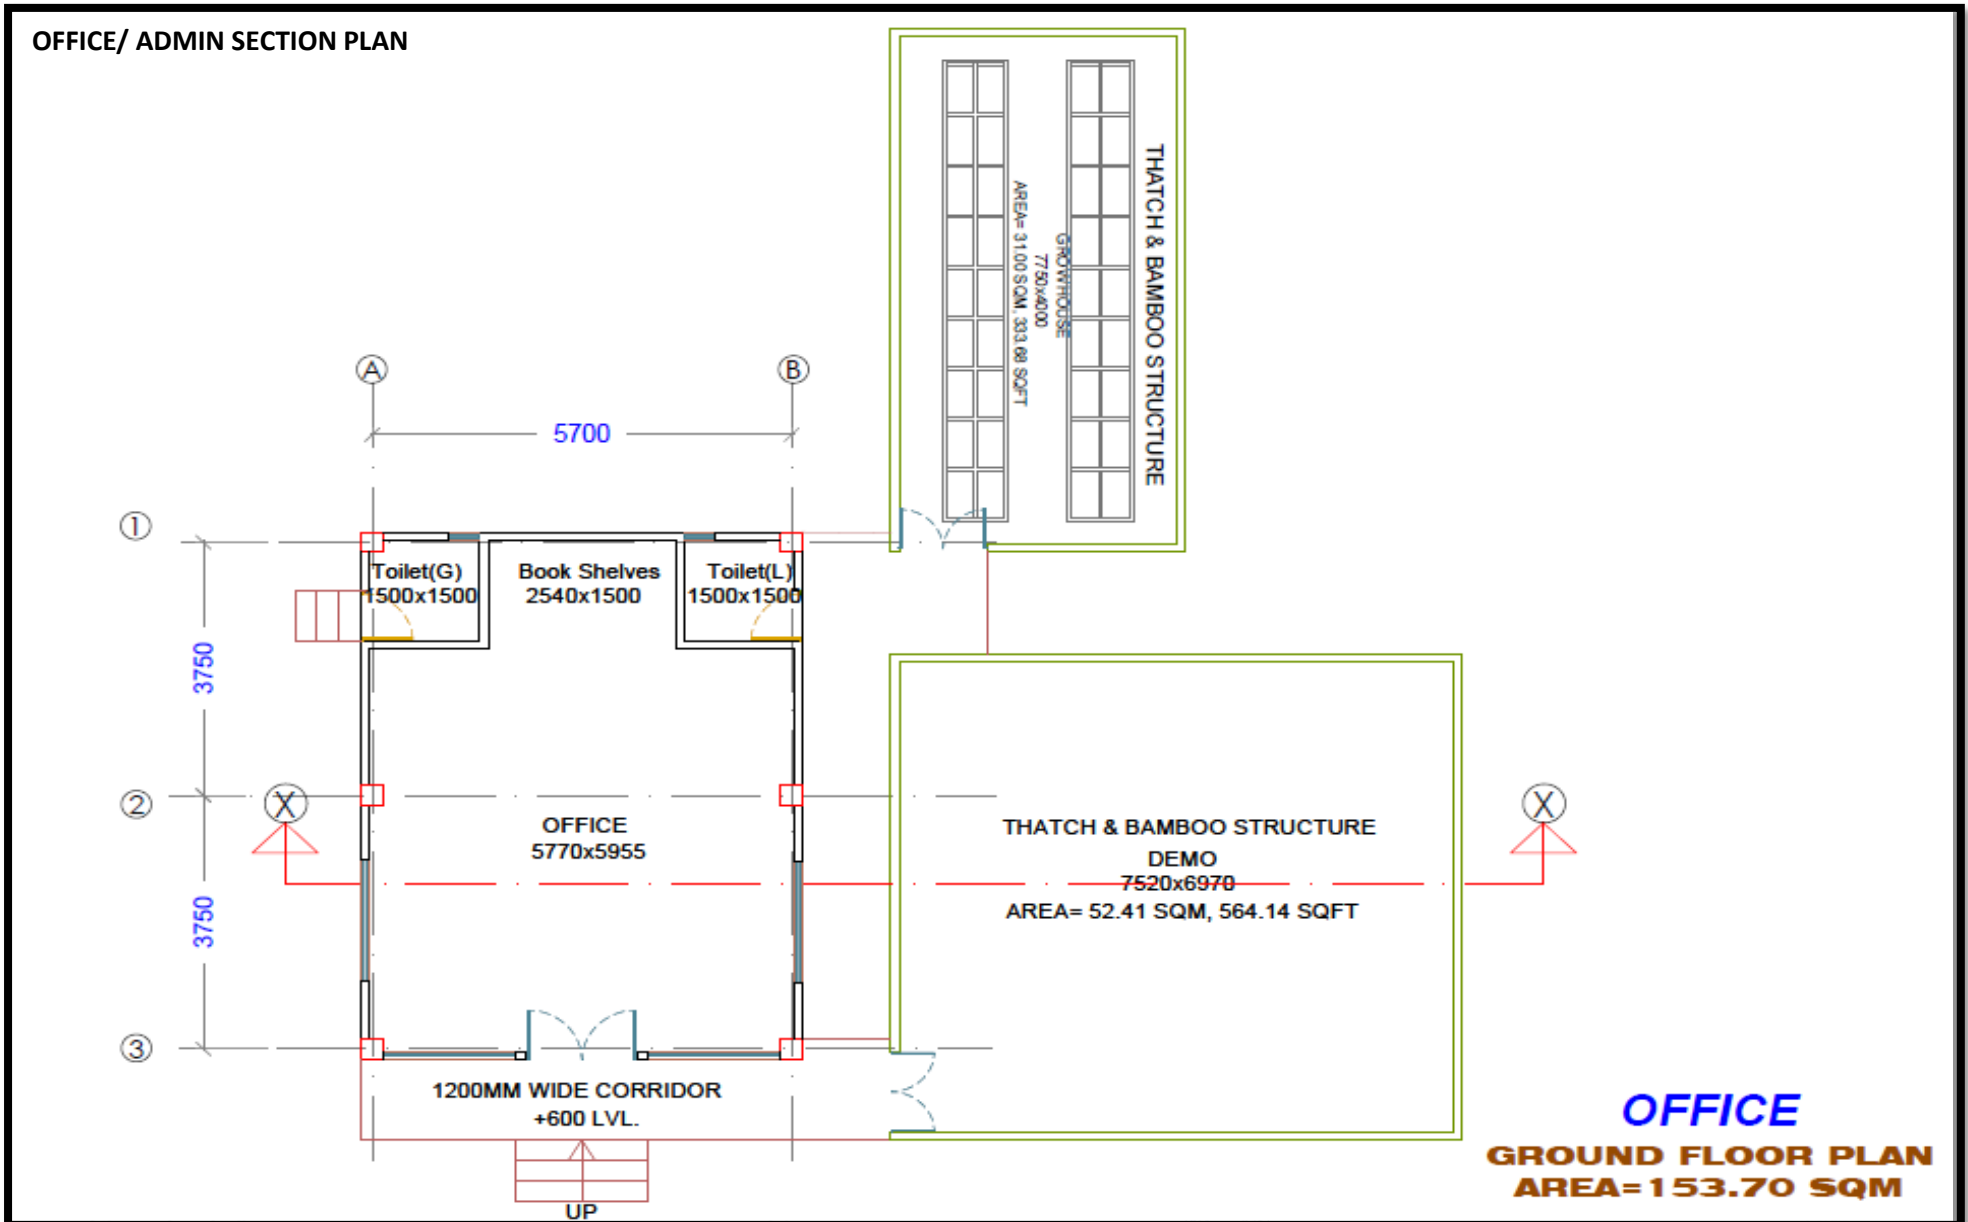 OFFICE/ ADMIN SECTION PLAN
THATCH & BAMBOO STRUCTURE
GROWHOUSE
7750x4000
AREA= 31.00 SQM, 333.68 SQFT
A
B
5700
1
Toilet(G)
1500x1500
Book Shelves
2540x1500
Toilet(L)
1500x1500
3750
2
X
X
OFFICE
5770x5955
THATCH & BAMBOO STRUCTURE
DEMO
7520x6970
AREA= 52.41 SQM, 564.14 SQFT
3750
3
1200MM WIDE CORRIDOR
+600 LVL.
UP
OFFICE
GROUND FLOOR PLAN
AREA=153.70 SQM